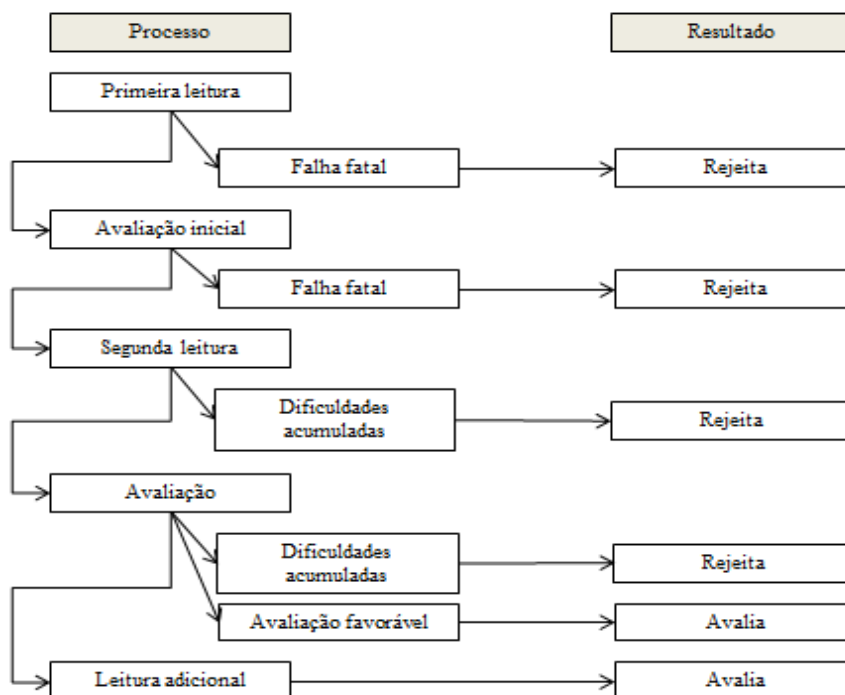 Processo
Resultado
Primeira leitura
Falha fatal
Rejeita
Avaliação inicial
Falha fatal
Rejeita
Segunda leitura
Dificuldades
acumuladas
Rejeita
Avaliação
Dificuldades
acumuladas
Rejeita
Avaliação favorável
Avalia
Leitura adicional
Avalia